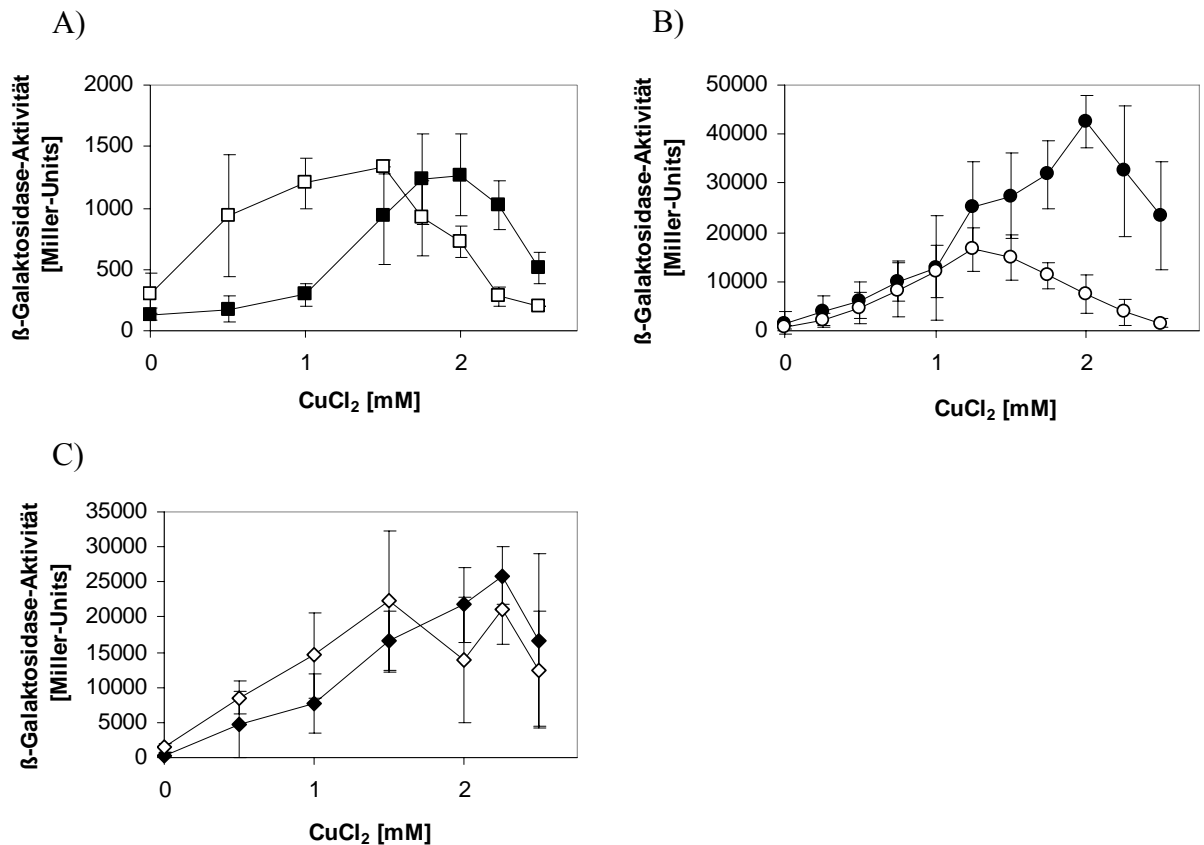 A)
ß-Galaktosidase-Aktivität
[Miller-Units]
2000
1500
1000
500
0
0 1 2
CuCl₂ [mM]
B)
ß-Galaktosidase-Aktivität
[Miller-Units]
50000
40000
30000
20000
10000
0
0 1 2
CuCl₂ [mM]
C)
ß-Galaktosidase-Aktivität
[Miller-Units]
35000
30000
25000
20000
15000
10000
5000
0
0 1 2
CuCl₂ [mM]